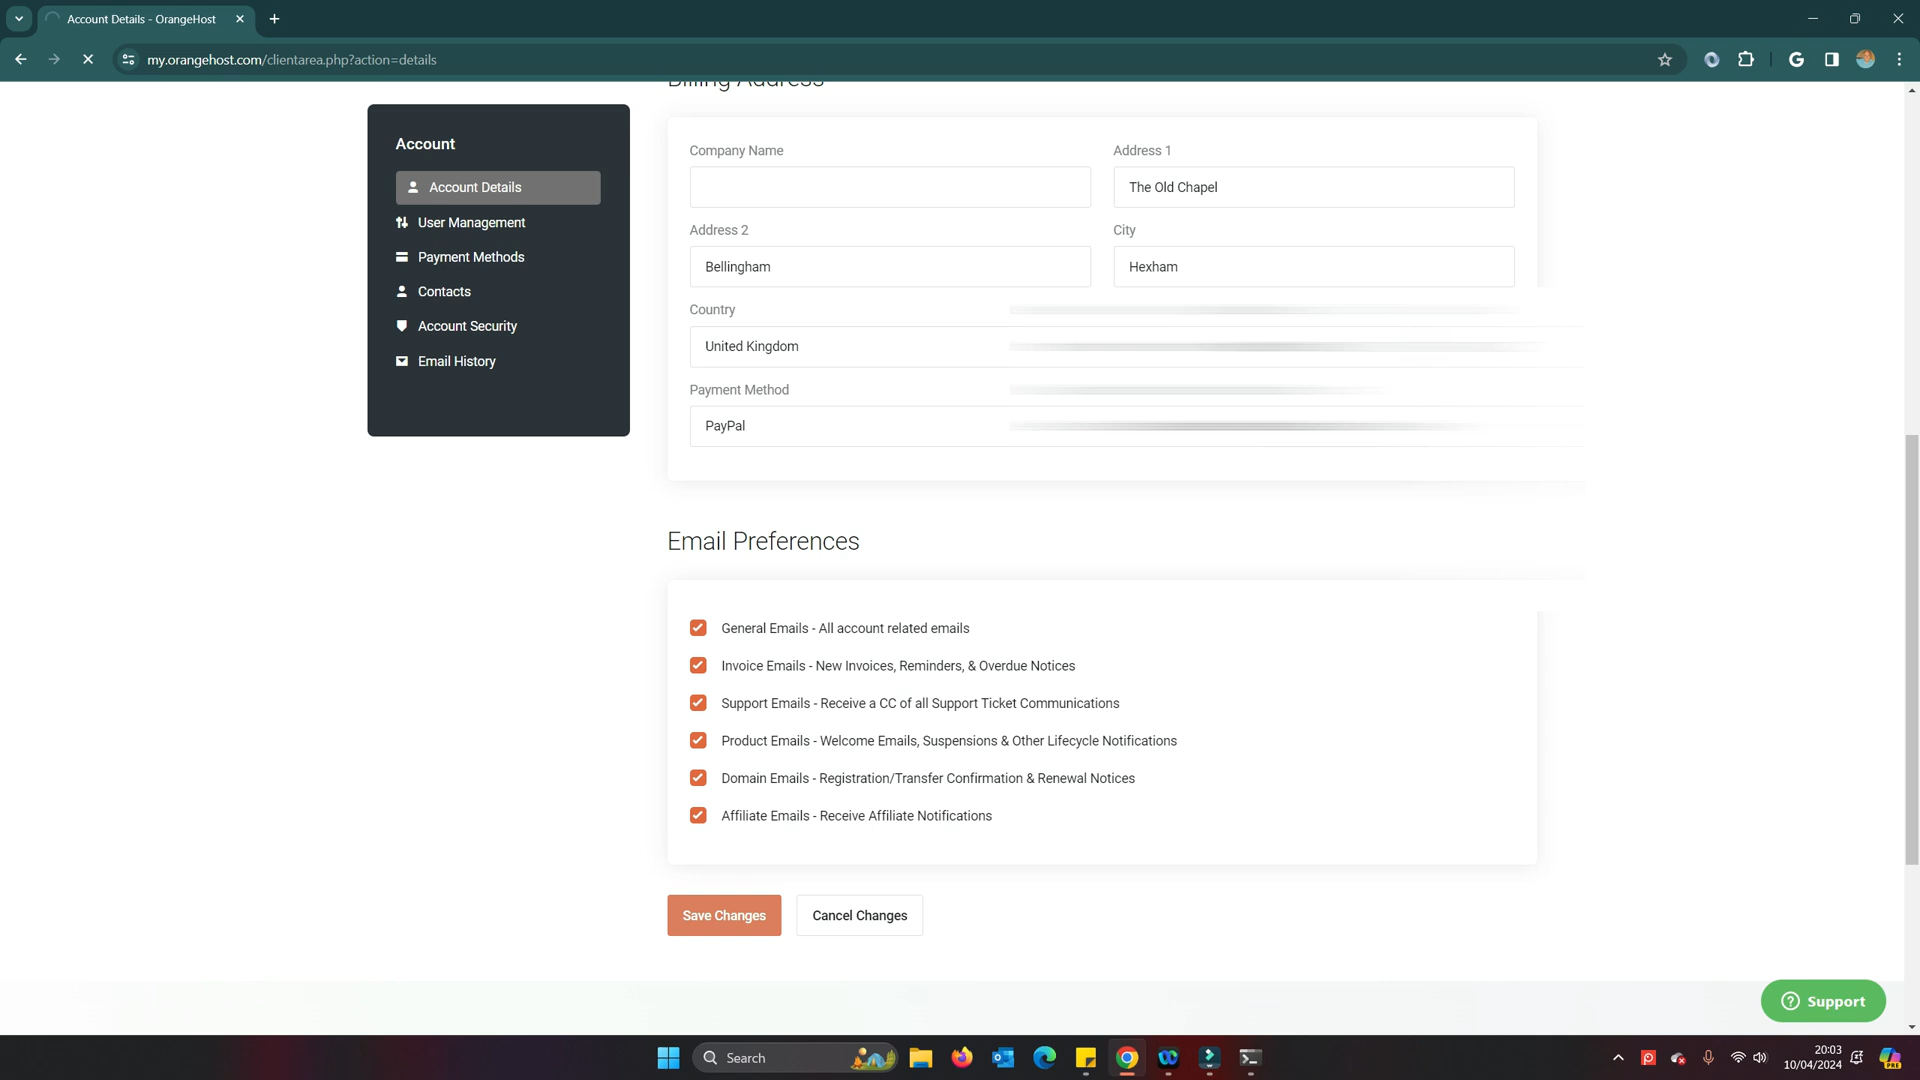 Account Details - OrangeHost
my.orangehost.com/clientarea.php?action=details
Billing Address
Account
Account Details
User Management
Payment Methods
Contacts
Account Security
Email History
Company Name
Address 1
The Old Chapel
Address 2
City
Bellingham
Hexham
Country
United Kingdom
Payment Method
PayPal
Email Preferences
General Emails - All account related emails
Invoice Emails - New Invoices, Reminders, & Overdue Notices
Support Emails - Receive a CC of all Support Ticket Communications
Product Emails - Welcome Emails, Suspensions & Other Lifecycle Notifications
Domain Emails - Registration/Transfer Confirmation & Renewal Notices
Affiliate Emails - Receive Affiliate Notifications
Save Changes
Cancel Changes
Support
Search
20:03
10/04/2024